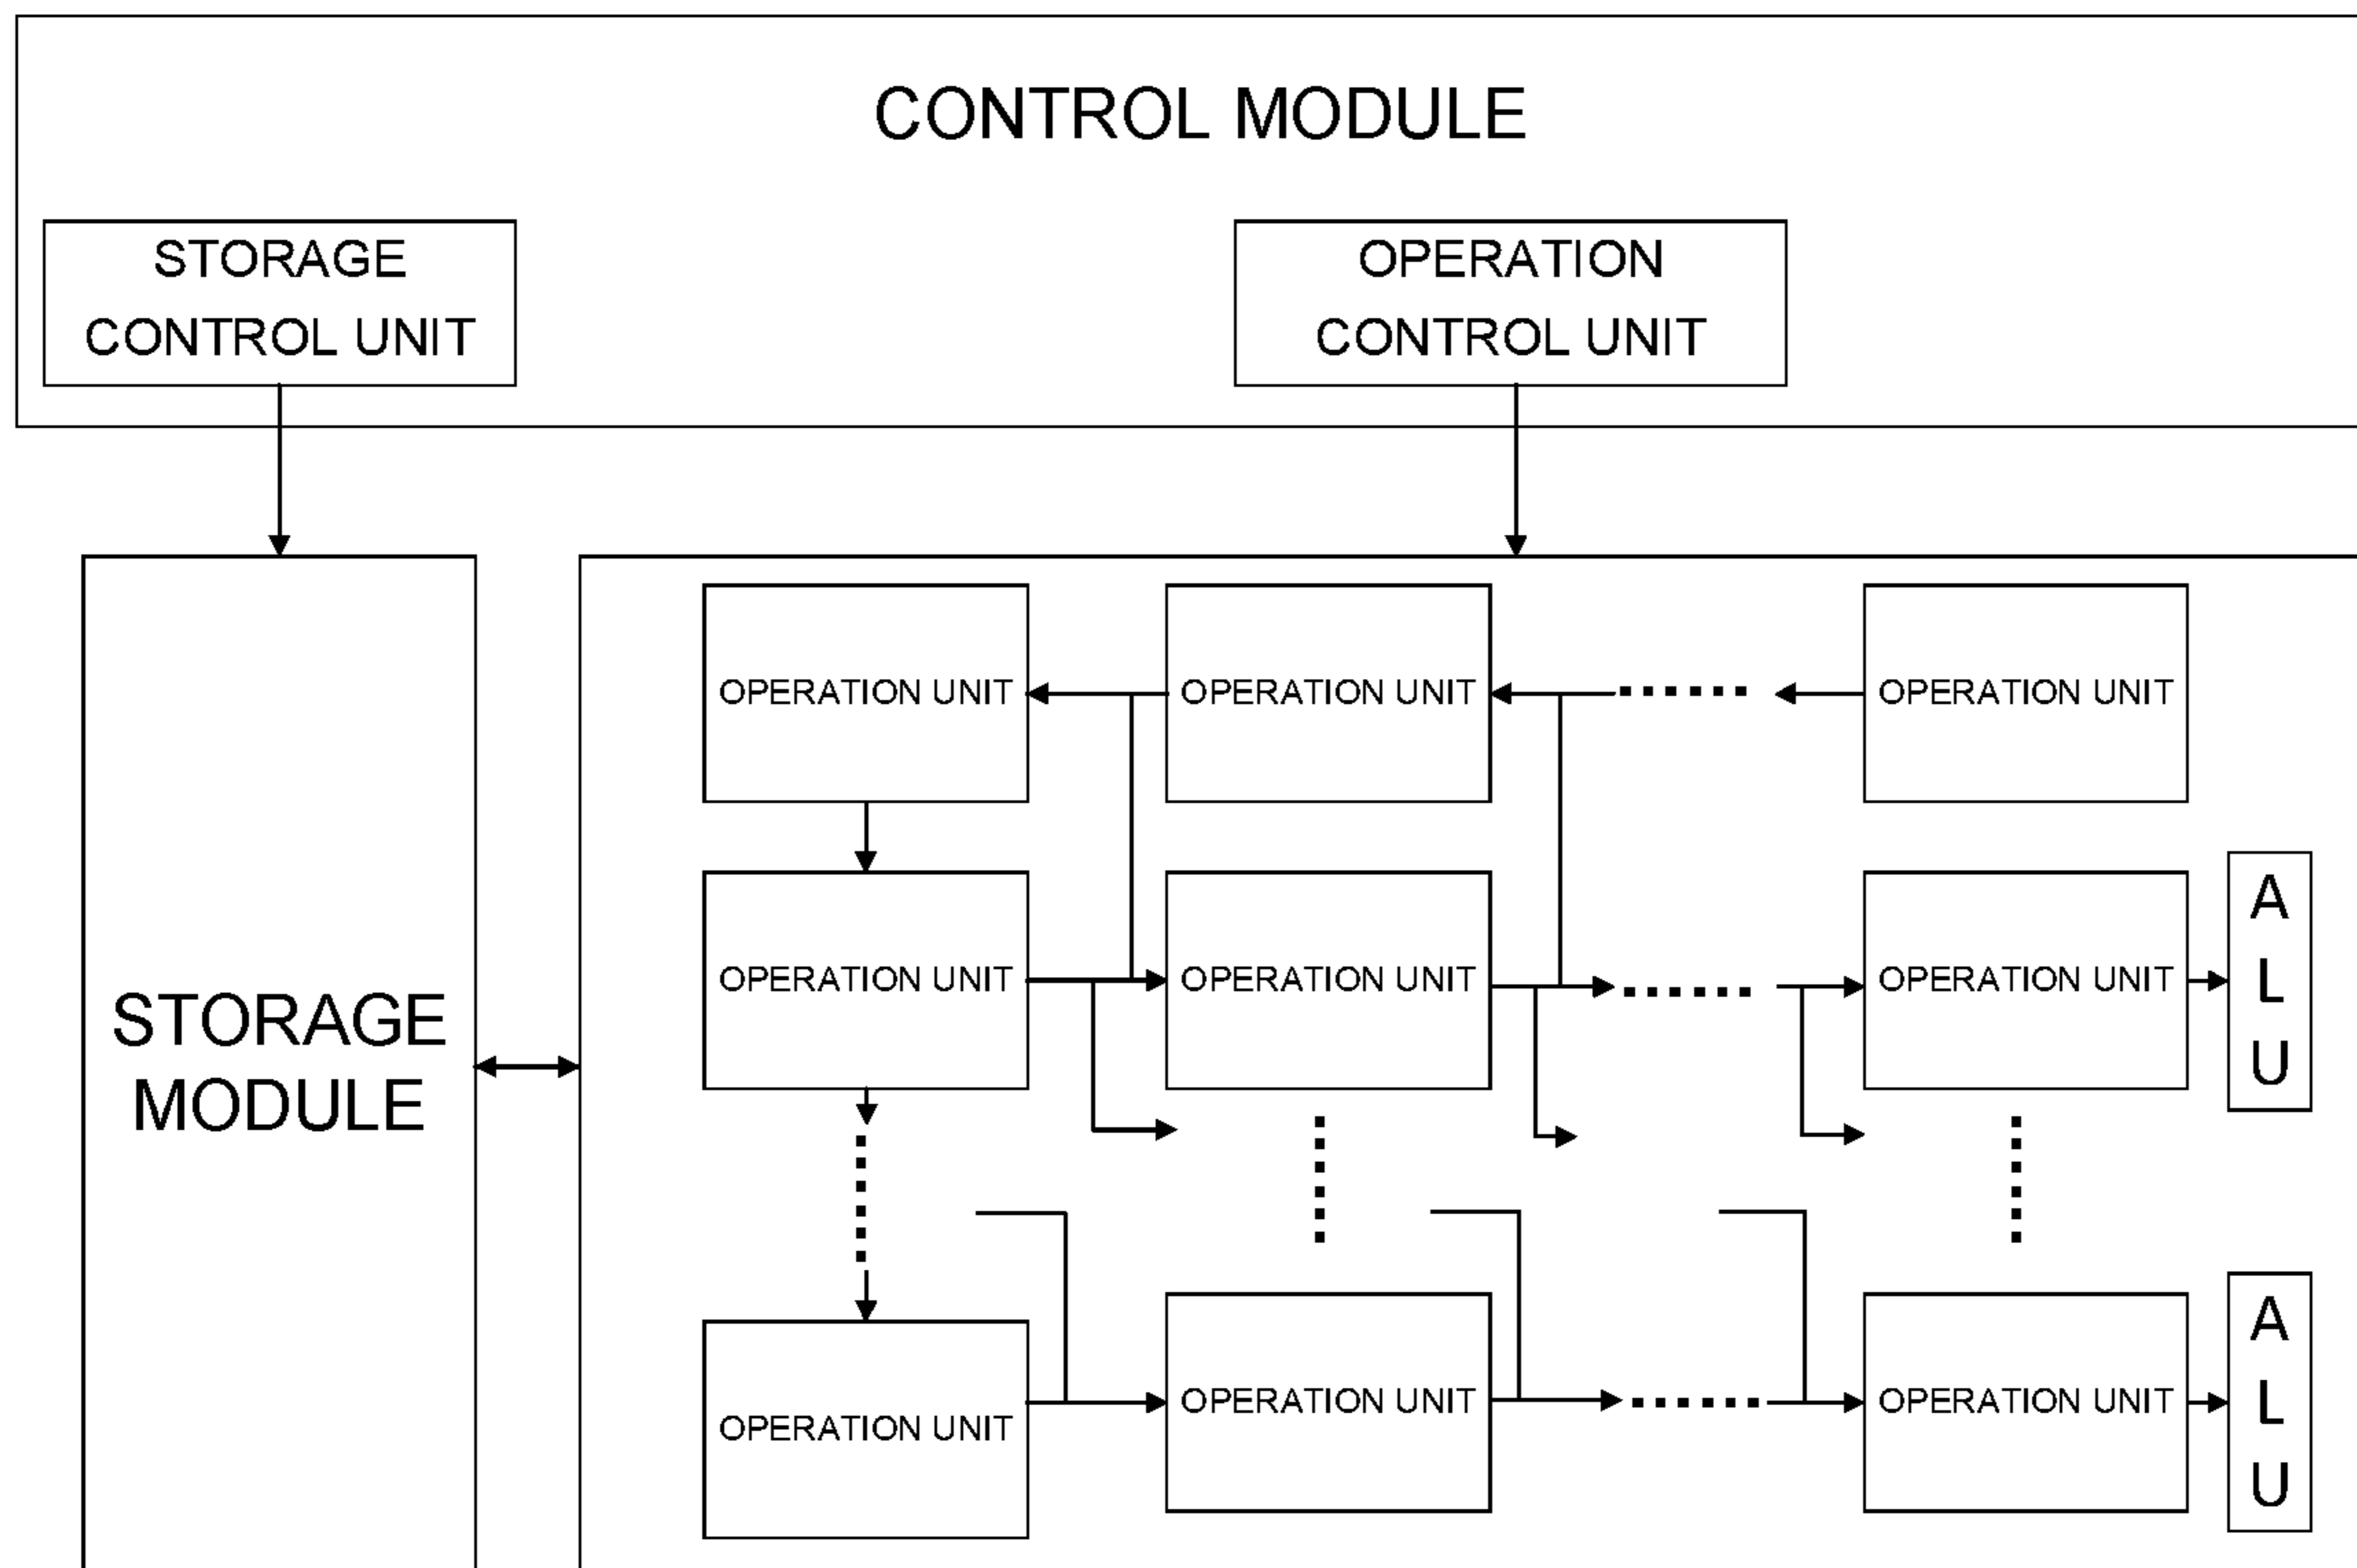 CONTROL MODULE
STORAGE
CONTROL UNIT
OPERATION
CONTROL UNIT
STORAGE
MODULE
OPERATION UNIT
OPERATION UNIT
OPERATION UNIT
OPERATION UNIT
OPERATION UNIT
OPERATION UNIT
A
L
U
OPERATION UNIT
OPERATION UNIT
OPERATION UNIT
A
L
U